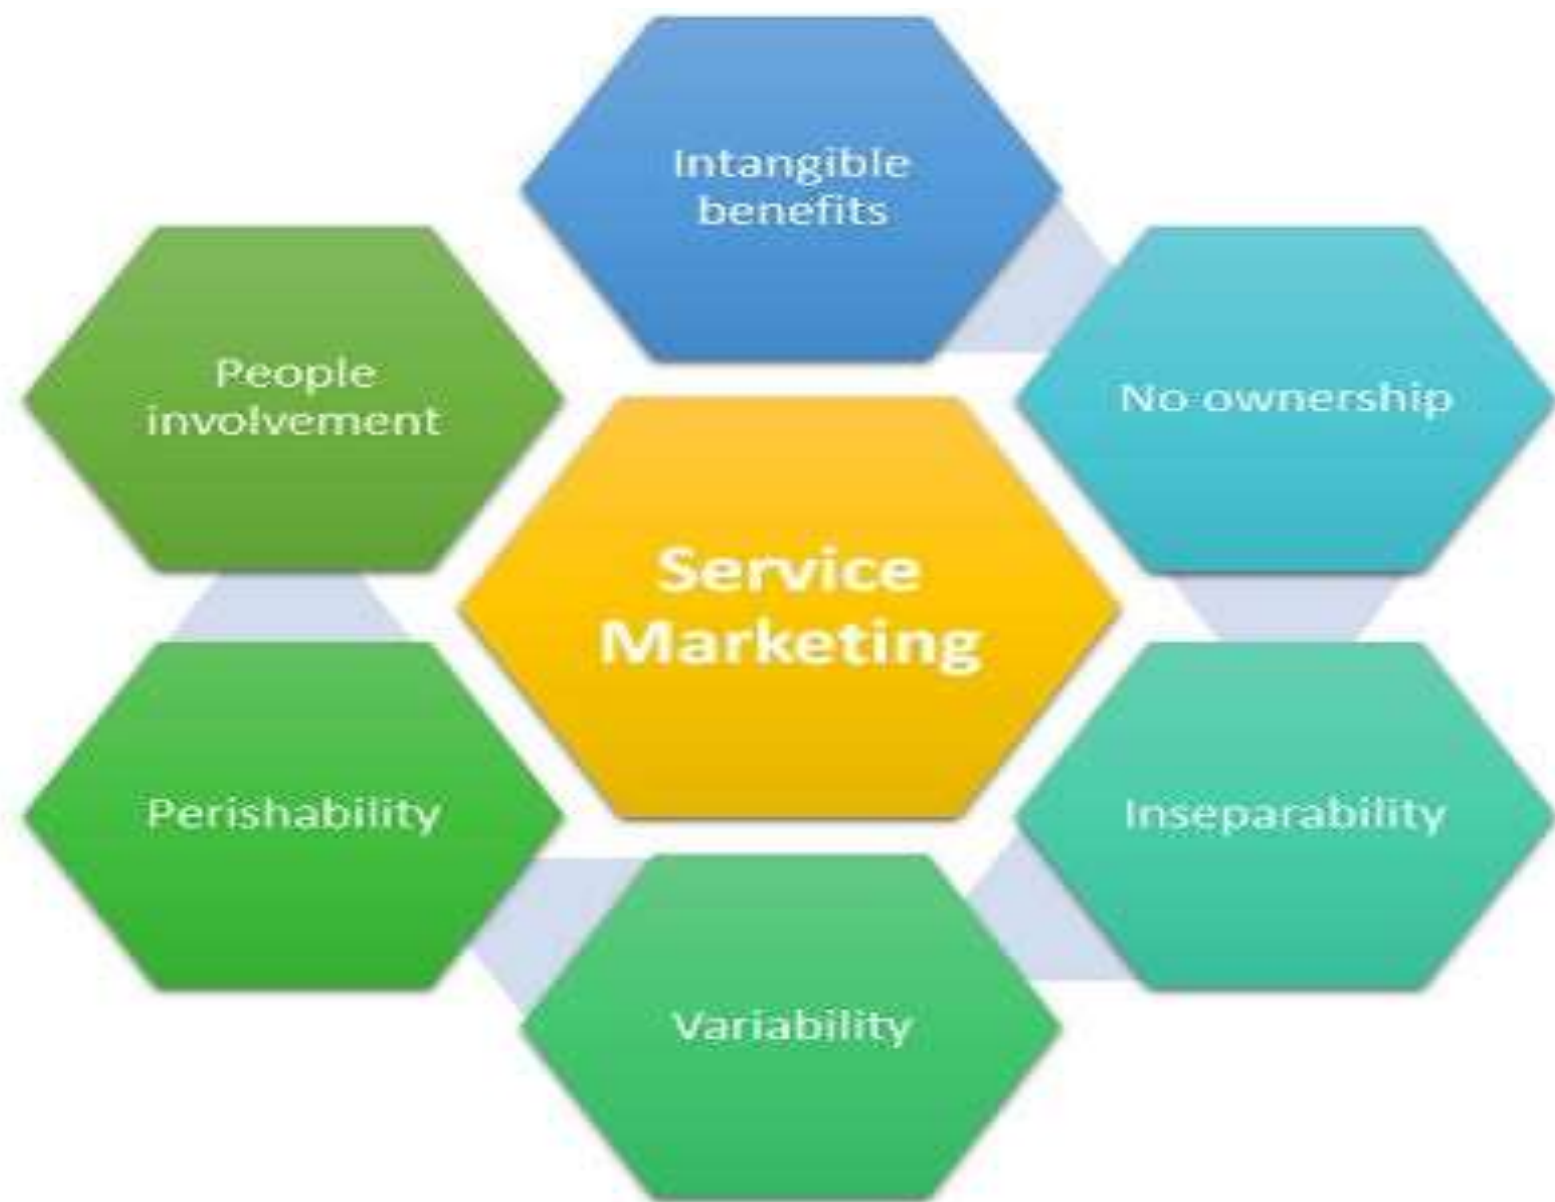 Intangible
benefits
No ownership
Inseparability
Variability
Perishability
People
involvement
Service
Marketing